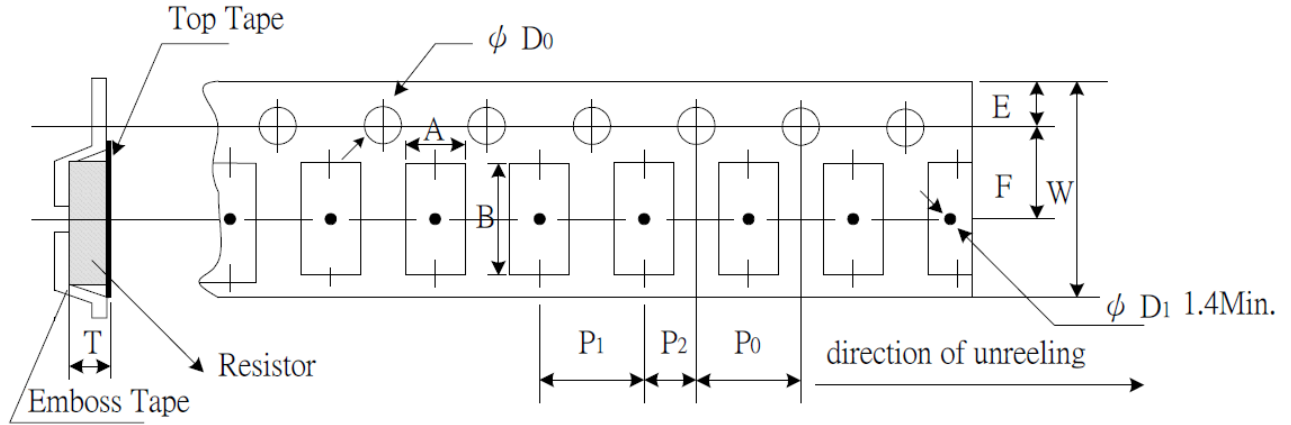 Top Tape
ϕ D0
E
A
F
W
B
ϕ D1 1.4Min.
T
P1
P2
P0
direction of unreeling
Resistor
Emboss Tape